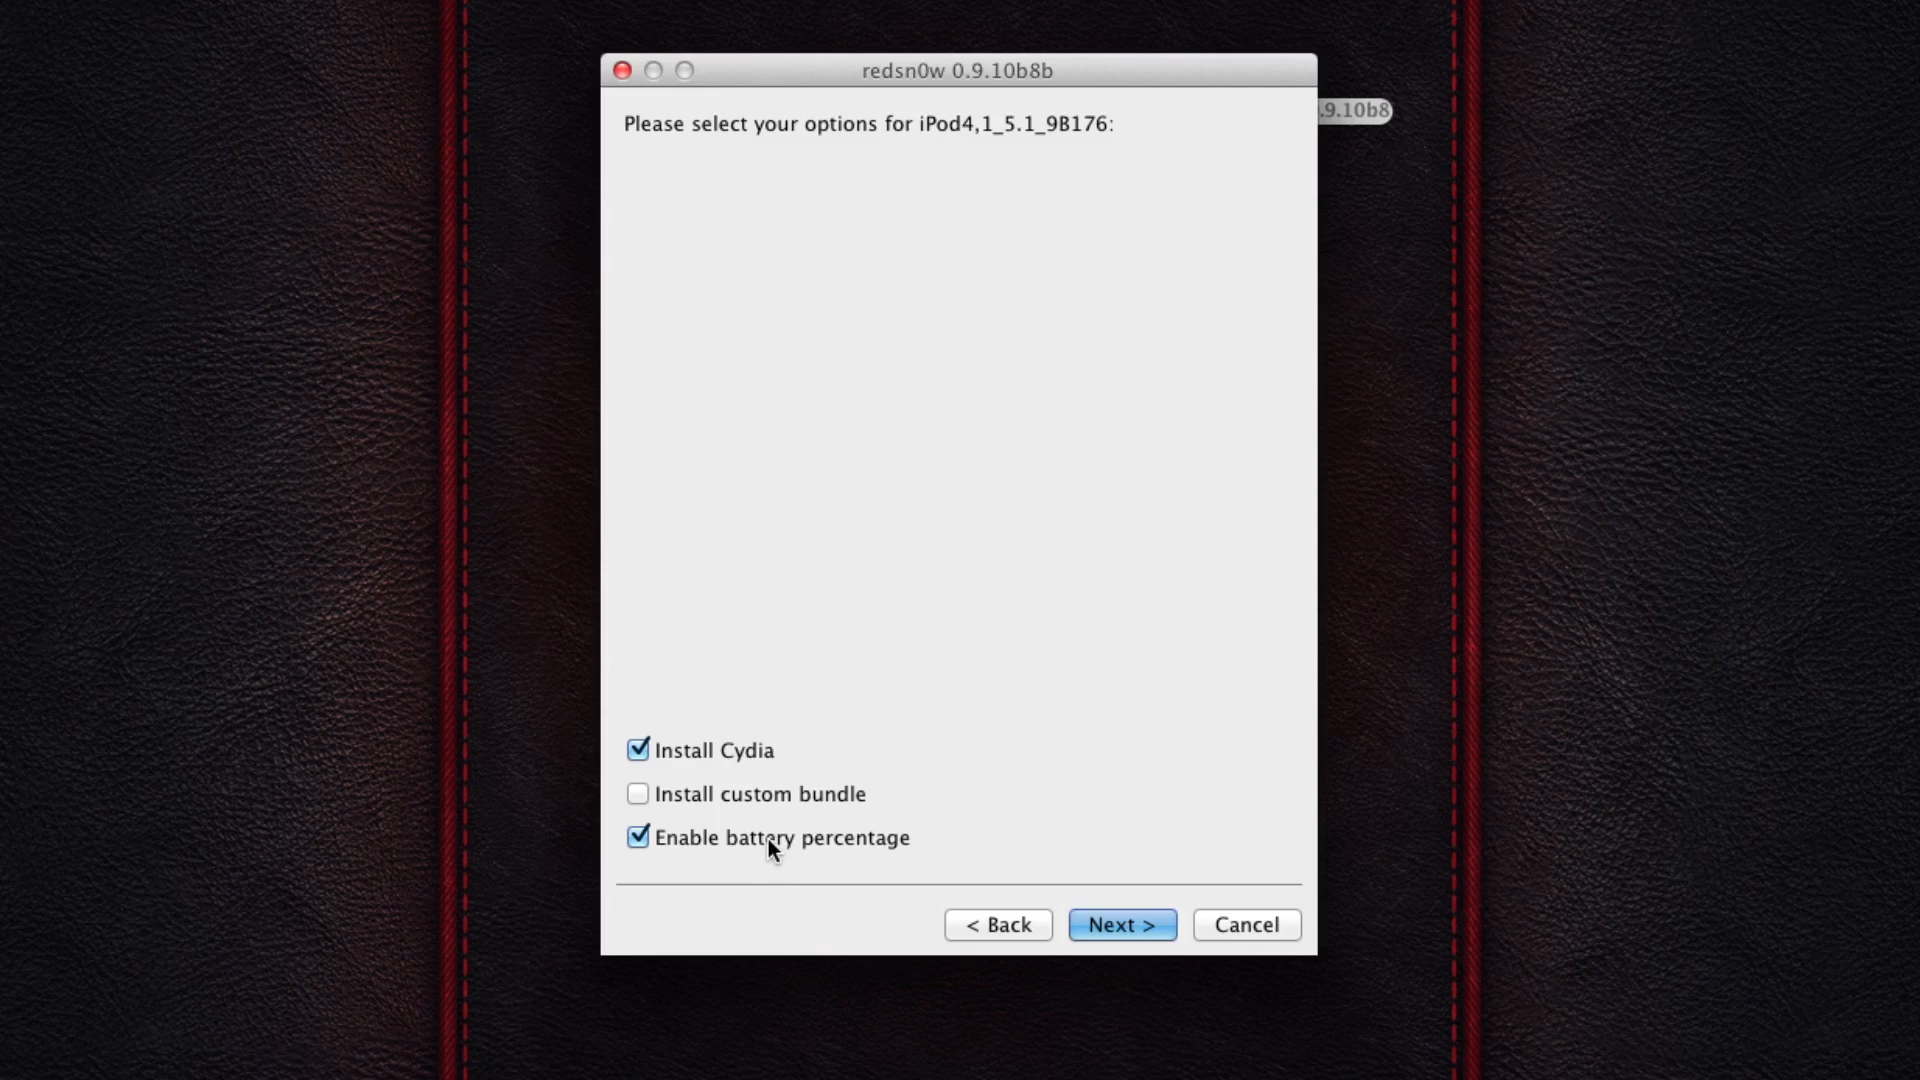 redsn0w 0.9.10b8b
.9.10b8
Please select your options for iPod4,1_5.1_9B176:
Install Cydia
Install custom bundle
Enable battery percentage
< Back
Next >
Cancel